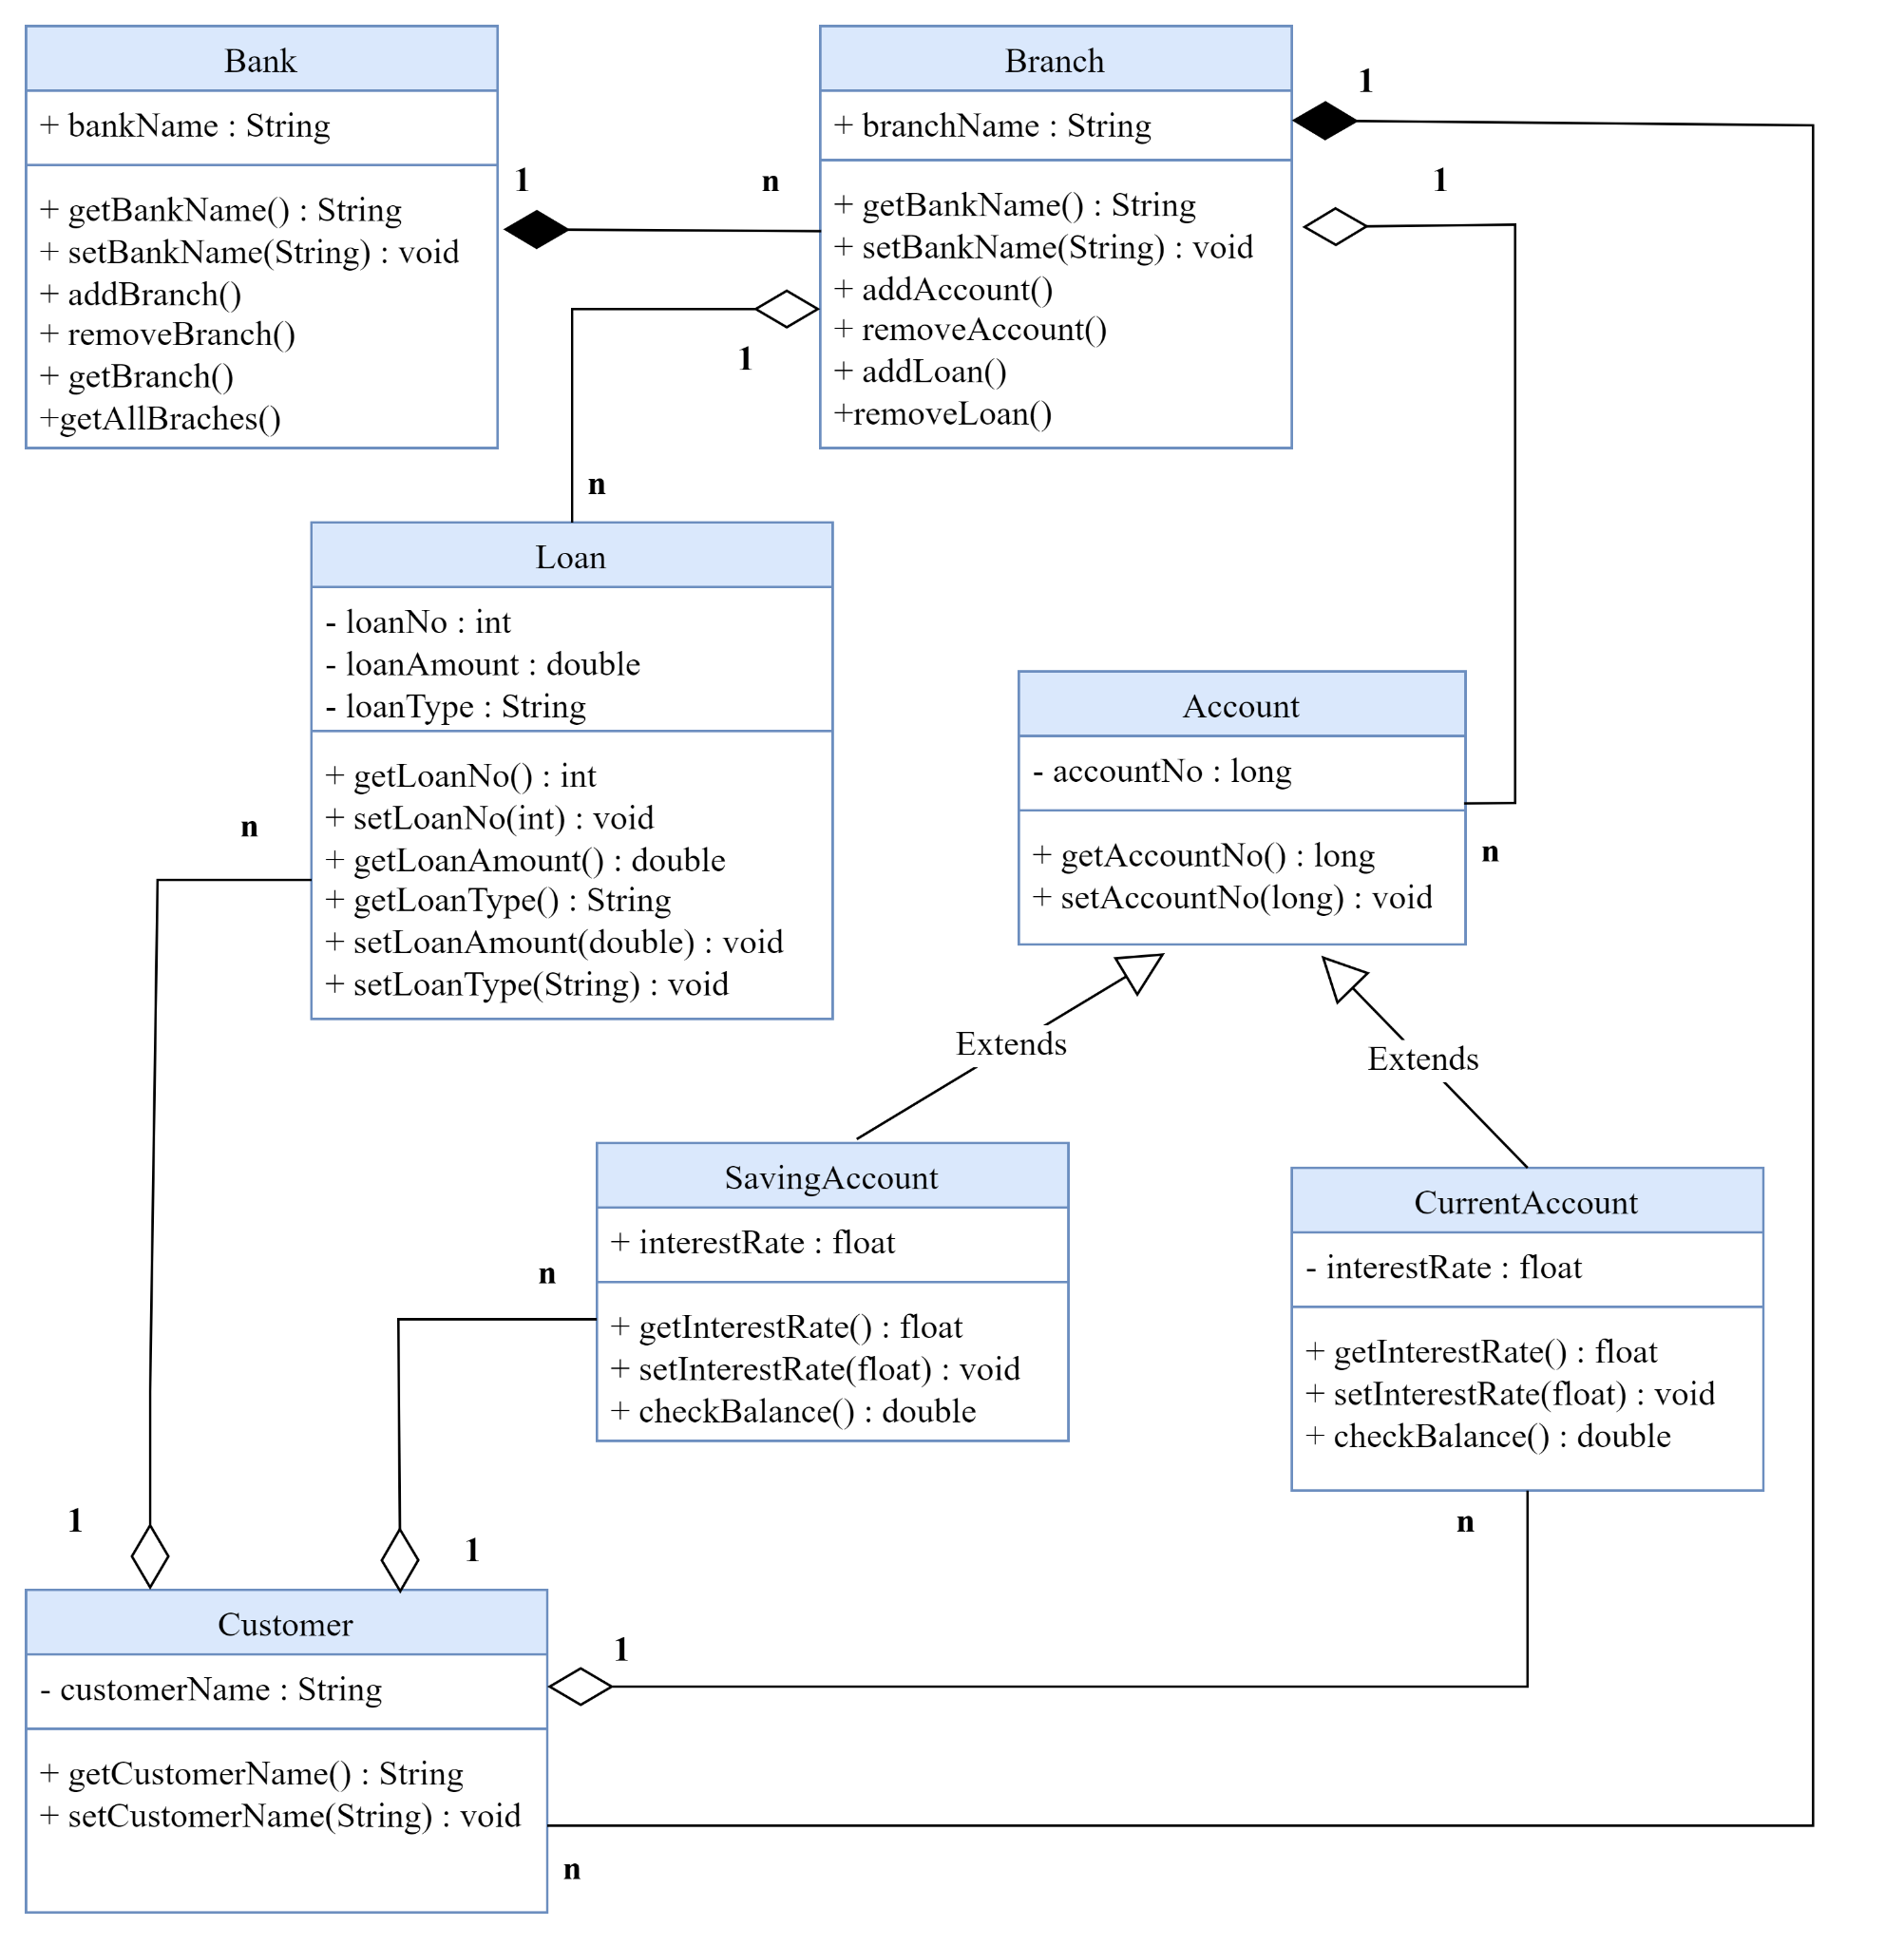 Bank
+ bankName : String
+ getBankName() : String
+ setBankName(String) : void
+ addBranch()
+ removeBranch()
+ getBranch()
+getAllBraches()
1
n
Branch
+ branchName : String
+ getBankName() : String
+ setBankName(String) : void
+ addAccount()
+ removeAccount()
+ addLoan()
+removeLoan()
1
1
1
n
Loan
- loanNo : int
- loanAmount : double
- loanType : String
+ getLoanNo() : int
+ setLoanNo(int) : void
+ getLoanAmount() : double
+ getLoanType() : String
+ setLoanAmount(double) : void
+ setLoanType(String) : void
n
Account
- accountNo : long
+ getAccountNo() : long
+ setAccountNo(long) : void
n
Extends
Extends
SavingAccount
+ interestRate : float
+ getInterestRate() : float
+ setInterestRate(float) : void
+ checkBalance() : double
n
CurrentAccount
- interestRate : float
+ getInterestRate() : float
+ setInterestRate(float) : void
+ checkBalance() : double
n
1
1
Customer
- customerName : String
+ getCustomerName() : String
+ setCustomerName(String) : void
1
n